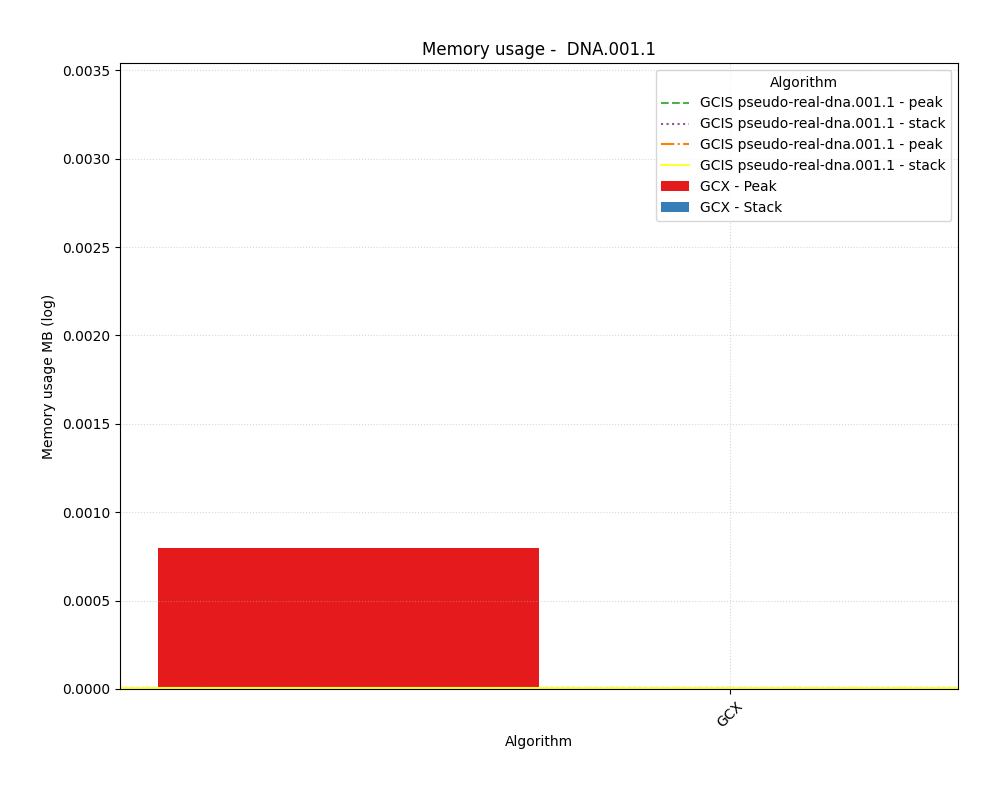 Memory usage -  DNA.001.1
0.0035
0.0030
0.0025
0.0020
0.0015
0.0010
0.0005
0.0000
Memory usage MB (log)
Algorithm
GCIS pseudo-real-dna.001.1 - peak
GCIS pseudo-real-dna.001.1 - stack
GCIS pseudo-real-dna.001.1 - peak
GCIS pseudo-real-dna.001.1 - stack
GCX - Peak
GCX - Stack
GCX
Algorithm